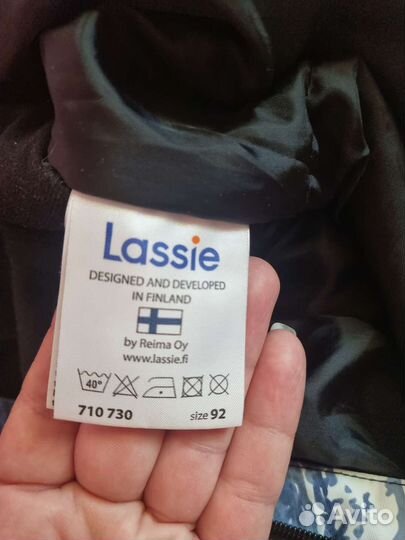 Lassie
DESIGNED AND DEVELOPED
IN FINLAND
by Reima Oy
www.lassie.fi
40°
710 730 size 92
Avito